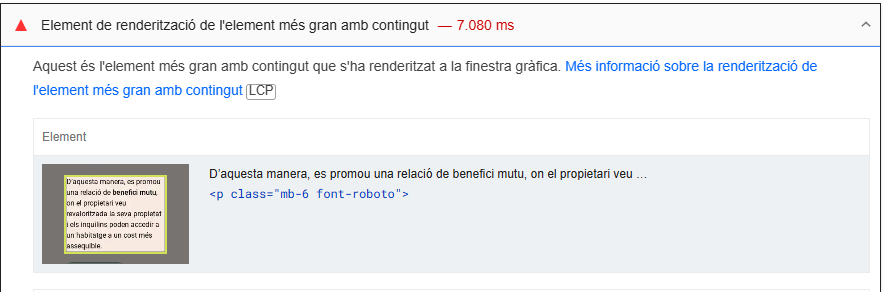 Element de renderització de l'element més gran amb contingut — 7.080 ms
Aquest és l'element més gran amb contingut que s'ha renderitzat a la finestra gràfica. Més informació sobre la renderització de
l'element més gran amb contingut LCP
Element
D'aquesta manera, es promou una relació de benefici mutu, on el propietari veu ...
<p class="mb-6 font-roboto">
D'aquesta manera, es promou
una relació de benefici mutu,
on el propietari veu
revaloritzada la seva propietat
i els inquilins poden accedir a
un habitatge a un cost més
assequible.